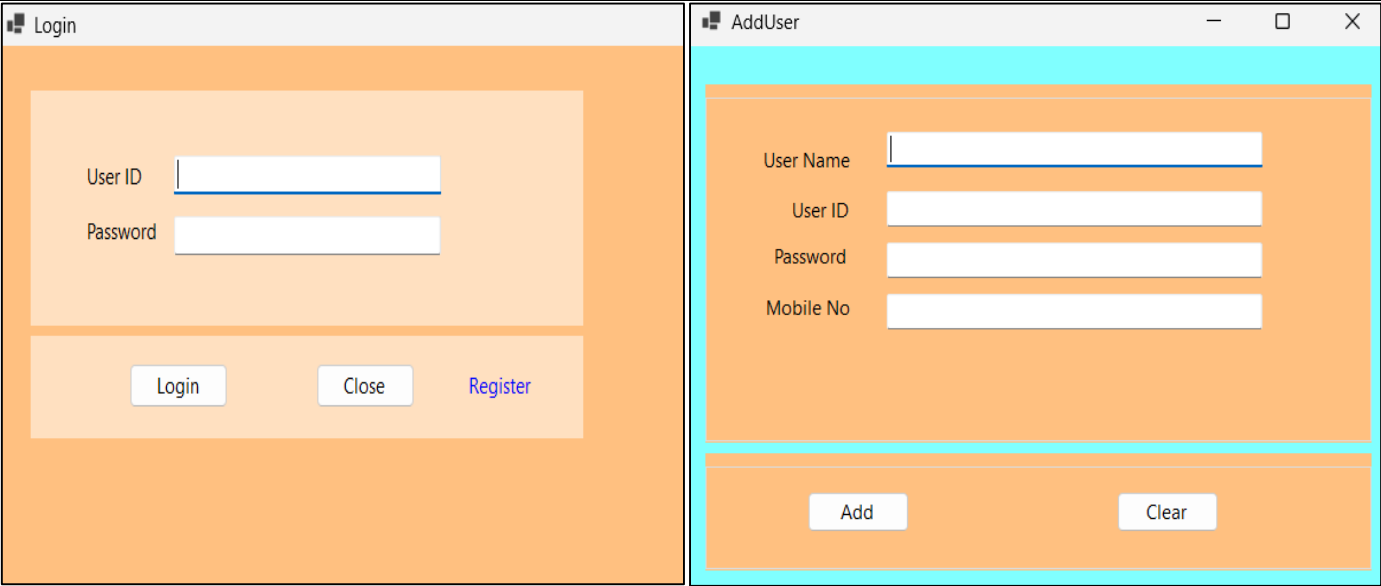 Login
User ID
Password
Login Close Register
AddUser
User Name
User ID
Password
Mobile No
Add Clear